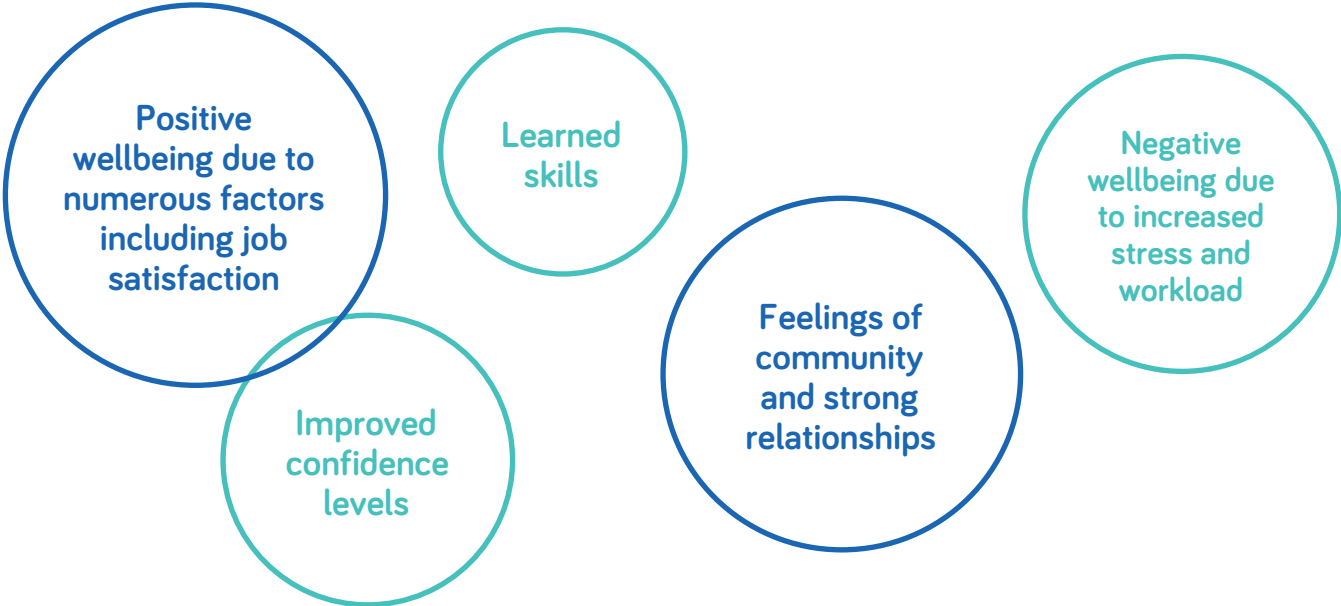 Positive
wellbeing due to
numerous factors
including job
satisfaction
Learned
skills
Negative
wellbeing due
to increased
stress and
workload
Feelings of
community
and strong
relationships
Improved
confidence
levels